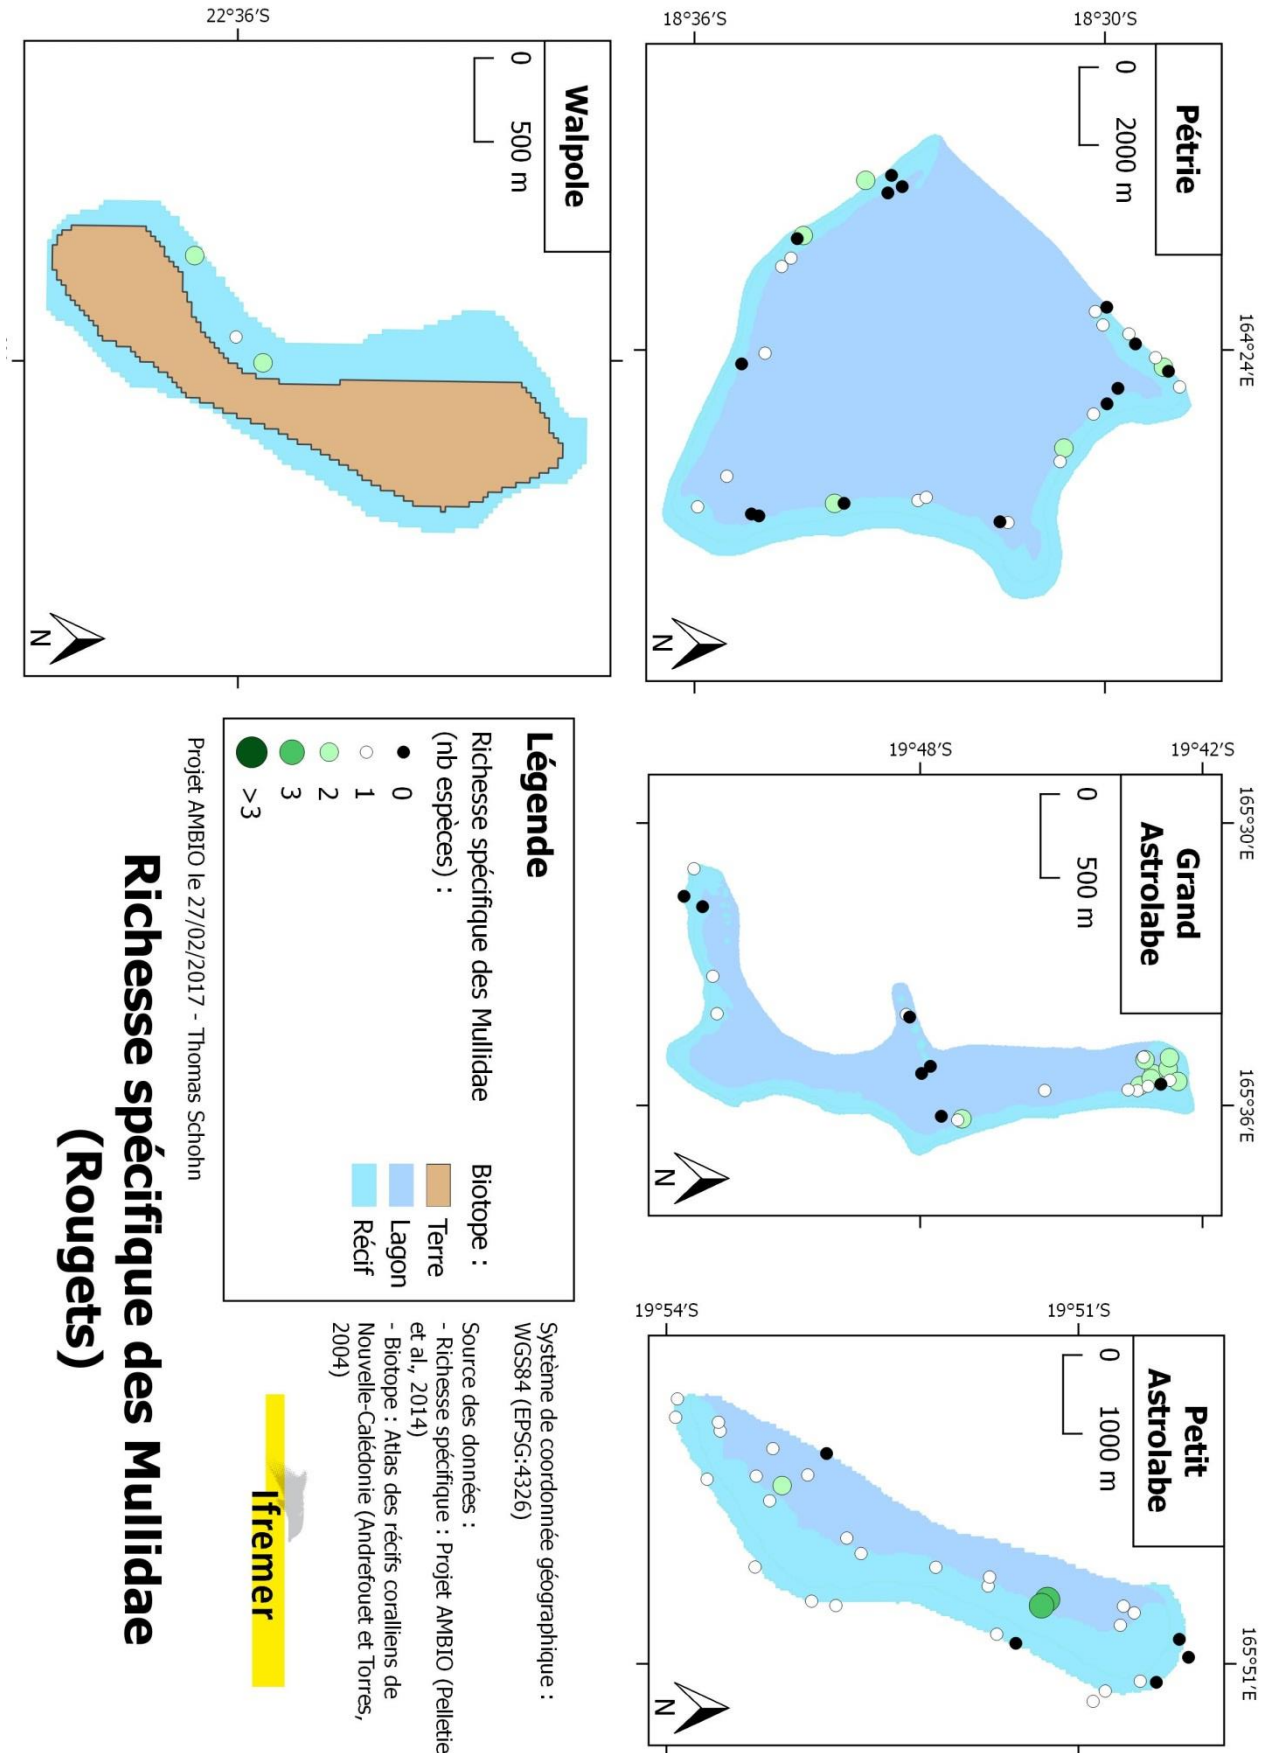 Pétrie
0 2000 m
18°36'S
18°30'S
164°24'E
Grand
Astrolabe
0 500 m
19°48'S
19°42'S
165°30'E
165°36'E
Petit
Astrolabe
0 1000 m
19°54'S
19°51'S
165°51'E
N
N
N
Walpole
0 500 m
22°36'S
N
Légende
Richesse spécifique des Mullidae
(nb espèces) :
0
1
2
3
>3
Biotope :
Terre
Lagon
Récif
Système de coordonnée géographique :
WGS84 (EPSG:4326)
Source des données :
- Richesse spécifique : Projet AMBIO (Pelletie
et al., 2014)
- Biotope : Atlas des récifs coralliens de
Nouvelle-Calédonie (Andrefouet et Torres,
2004)
Ifremer
Projet AMBIO le 27/02/2017 - Thomas Schohn
Richesse spécifique des Mullidae
(Rougets)